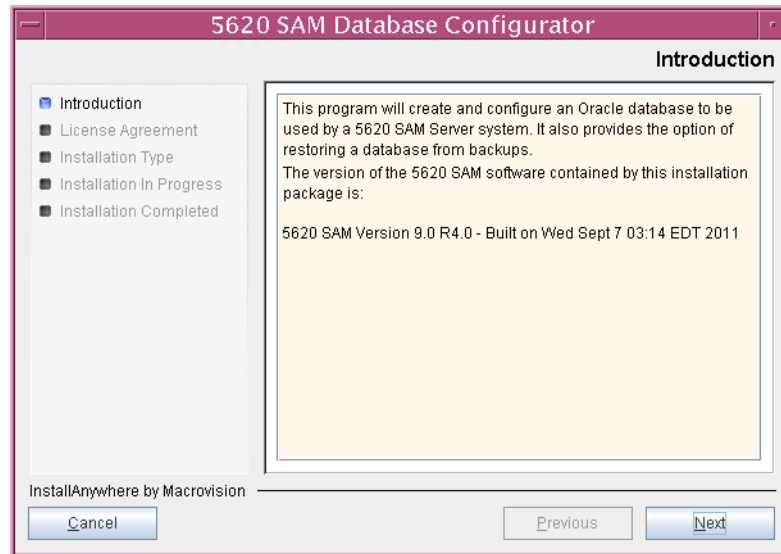 5620 SAM Database Configurator
Introduction
Introduction
License Agreement
Installation Type
Installation In Progress
Installation Completed
This program will create and configure an Oracle database to be
used by a 5620 SAM Server system. It also provides the option of
restoring a database from backups.
The version of the 5620 SAM software contained by this installation
package is:
5620 SAM Version 9.0 R4.0 - Built on Wed Sept 7 03:14 EDT 2011
InstallAnywhere by Macrovision
Cancel
Previous
Next